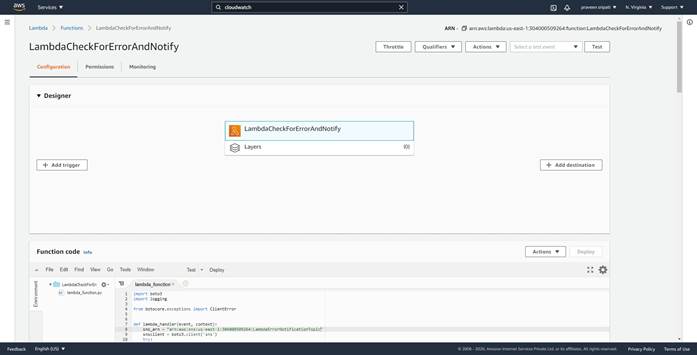 aws Services cloudwatch praveen sripati N. Virginia Support
Lambda Functions LambdaCheckForErrorAndNotify ARN - arn:aws:lambda:us-east-1:304000509264:function:LambdaCheckForErrorAndNotify
LambdaCheckForErrorAndNotify
Throttle Qualifiers Actions Select a test event Test
Configuration Permissions Monitoring
Designer
LambdaCheckForErrorAndNotify
Layers (0)
+ Add trigger + Add destination
Function code Info Actions Deploy
File Edit Find View Go Tools Window Test Deploy
Environment
LambdaCheckForErr lambda_function
lambda_function.py
1 import boto3
2 import logging
3
4 from botocore.exceptions import ClientError
5
6
7 def lambda_handler(event, context):
8 sns_arn = "arn:aws:sns:us-east-1:304000509264:LambdaErrorNotificationTopic"
9 snsclient = boto3.client('sns')
try:
Feedback English (US) © 2008 - 2020, Amazon Internet Services Private Ltd. or its affiliates. All rights reserved. Privacy Policy Terms of Use